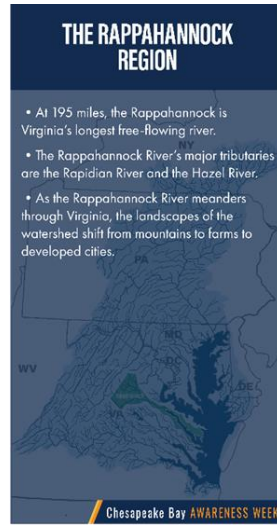 THE RAPPAHANNOCK
REGION
• At 195 miles, the Rappahannock is
Virginia's longest free-flowing river.
• The Rappahannock River's major tributaries
are the Rapidian River and the Hazel River.
• As the Rappahannock River meanders
through Virginia, the landscapes of the
watershed shift from mountains to farms to
developed cities.
NY
PA
MD
DC
WV
DE
VA
Chesapeake Bay AWARENESS WEEK